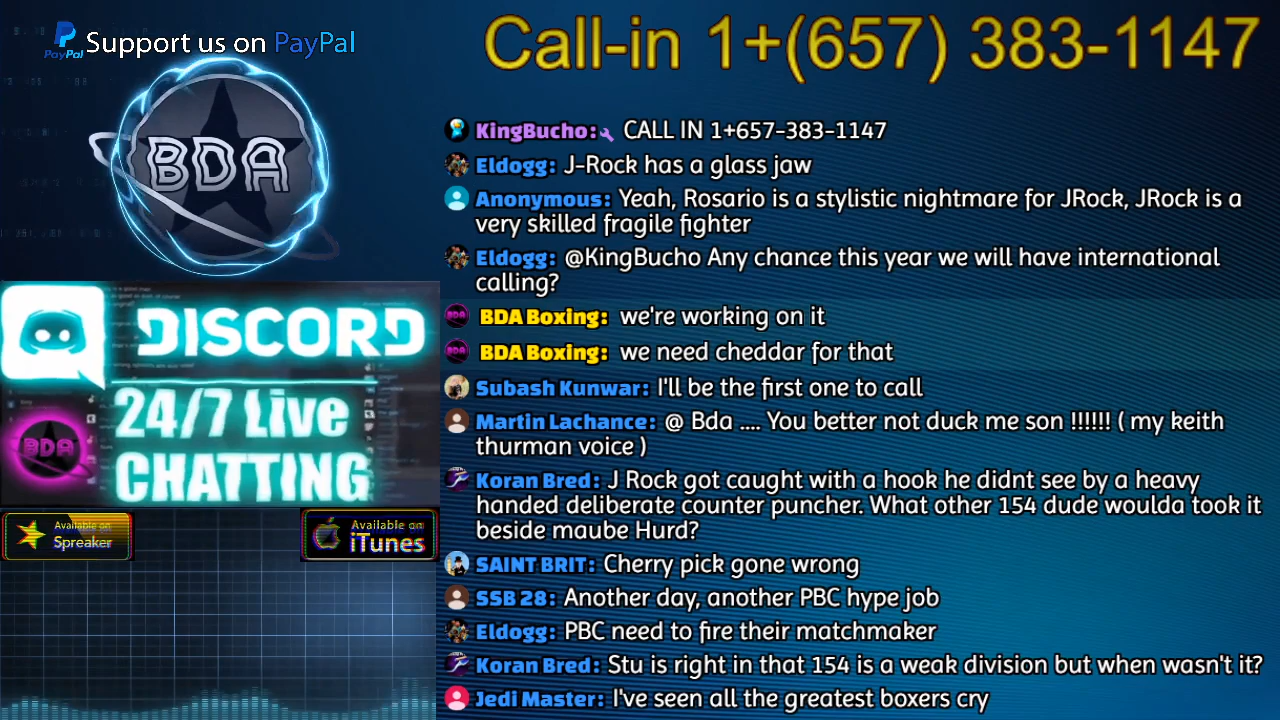 PayPal
Support us on PayPal
BDA
DISCORD
24/7 Live
CHATTING
BDA
Available on
Spreaker
Available on
iTunes
Call-in 1+(657) 383-1147
KingBucho: CALL IN 1+657-383-1147
Eldogg: J-Rock has a glass jaw
Anonymous: Yeah, Rosario is a stylistic nightmare for JRock, JRock is a
very skilled fragile fighter
Eldogg: @KingBucho Any chance this year we will have international
calling?
BDA Boxing: we're working on it
BDA Boxing: we need cheddar for that
Subash Kunwar: I'll be the first one to call
Martin Lachance: @ Bda .... You better not duck me son !!!!!! ( my keith
thurman voice )
Koran Bred: J Rock got caught with a hook he didnt see by a heavy
handed deliberate counter puncher. What other 154 dude woulda took it
beside maube Hurd?
SAINT BRIT: Cherry pick gone wrong
SSB 28: Another day, another PBC hype job
Eldogg: PBC need to fire their matchmaker
Koran Bred: Stu is right in that 154 is a weak division but when wasn't it?
Jedi Master: I've seen all the greatest boxers cry